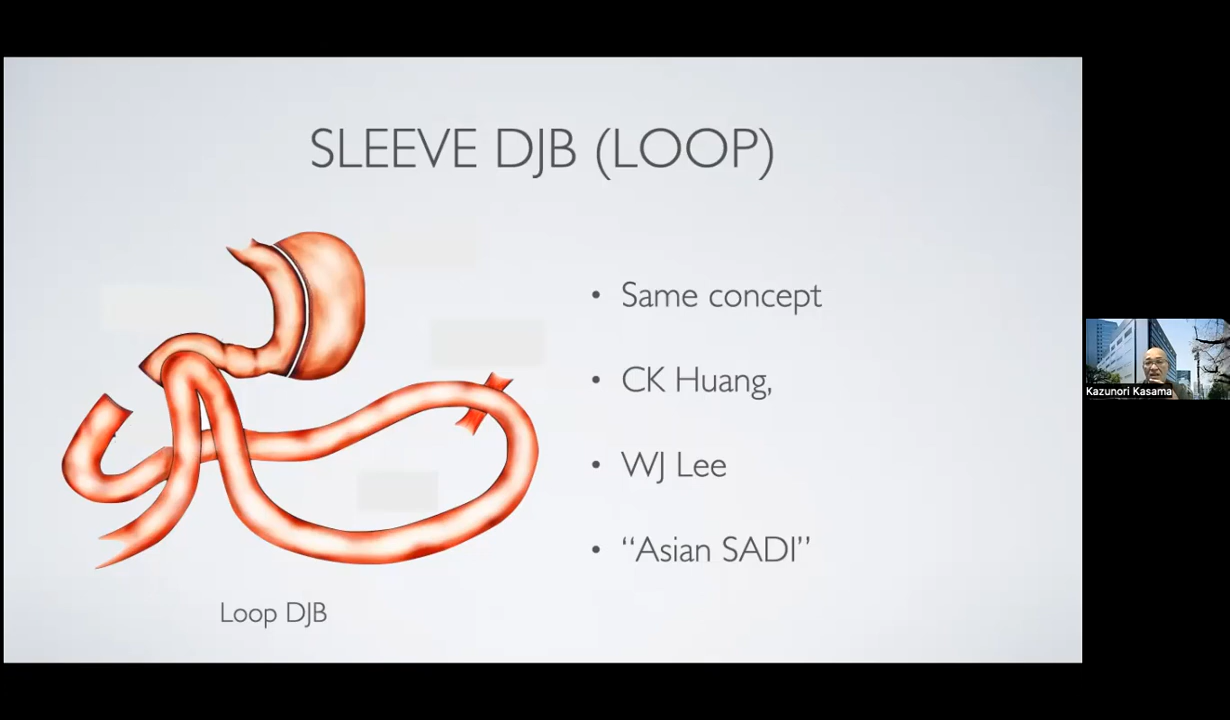 SLEEVE DJB (LOOP)
• Same concept
• CK Huang,
• WJ Lee
• “Asian SADI”
Loop DJB
Kazunori Kasama